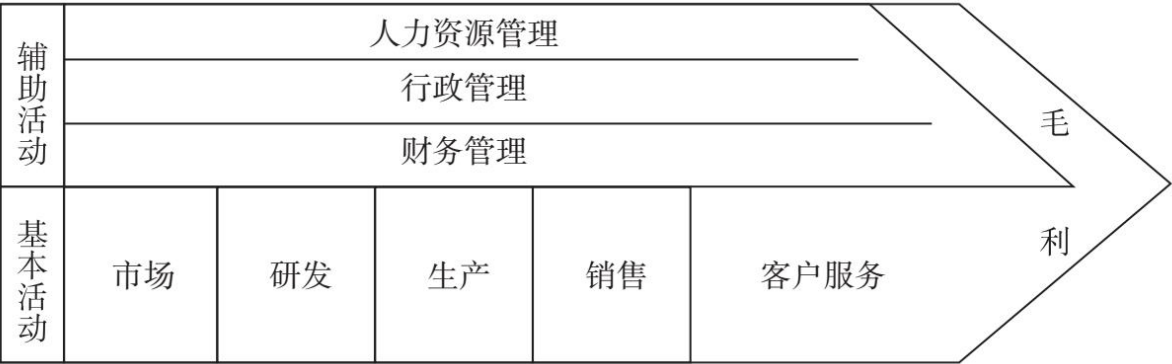 辅助活动
人力资源管理
行政管理
财务管理
基本活动
市场
研发
生产
销售
客户服务
毛利